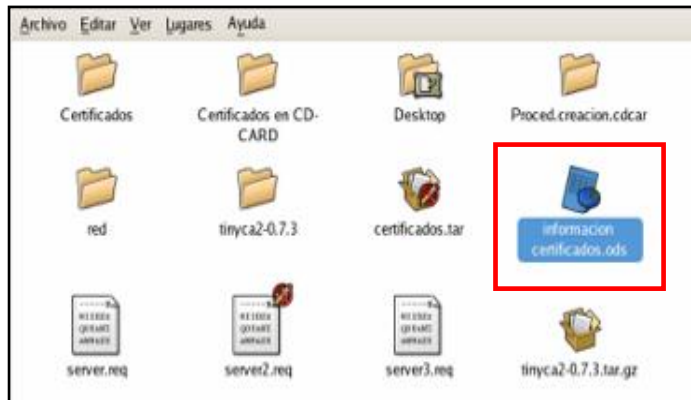 Archivo Editar Ver Lugares Ayuda
Certificados
Certificados en CD-
CARD
Desktop
Proced.creacion.cdcar
red
tinyca2-0.7.3
certificados.tar
informacion
certificados.ods
server.req
server2.req
server3.req
tinyca2-0.7.3.tar.gz